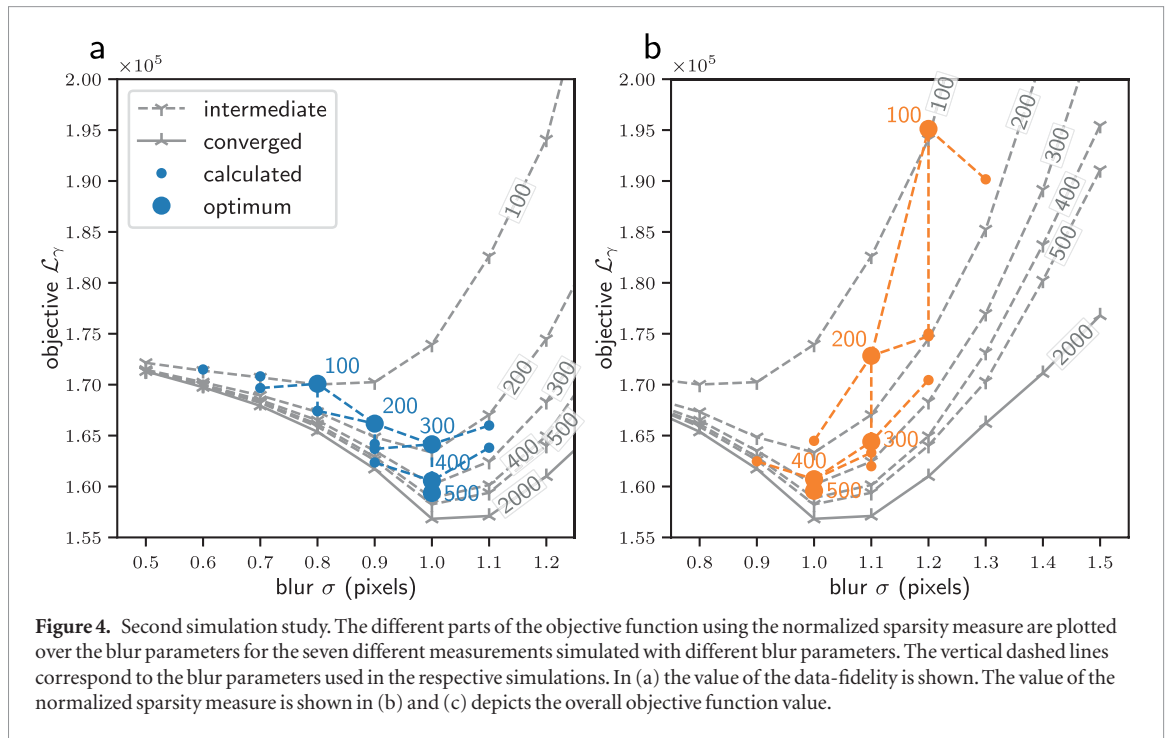 a
×10⁵
2.00
1.95
1.90
1.85
1.80
1.75
1.70
1.65
1.60
1.55
objective ℒγ
intermediate
converged
calculated
optimum
100
200
300
400
500
2000
100
200
300
400
500
0.5 0.6 0.7 0.8 0.9 1.0 1.1 1.2
blur σ (pixels)
b
×10⁵
2.00
1.95
1.90
1.85
1.80
1.75
1.70
1.65
1.60
1.55
objective ℒγ
100
200
300
400
500
2000
100
200
300
400
500
0.8 0.9 1.0 1.1 1.2 1.3 1.4 1.5
blur σ (pixels)
Figure 4. Second simulation study. The different parts of the objective function using the normalized sparsity measure are plotted
over the blur parameters for the seven different measurements simulated with different blur parameters. The vertical dashed lines
correspond to the blur parameters used in the respective simulations. In (a) the value of the data-fidelity is shown. The value of the
normalized sparsity measure is shown in (b) and (c) depicts the overall objective function value.